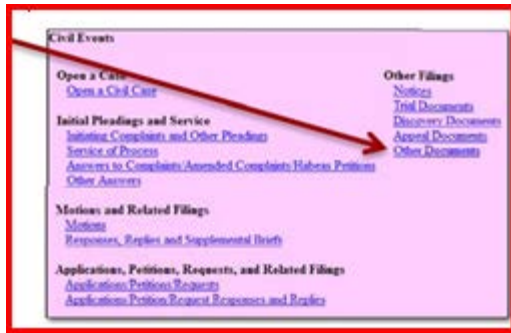 Civil Events
Open a Case
Open a Civil Case
Initial Pleadings and Service
Initiating Complaints and Other Pleadings
Service of Process
Answers to Complaints/Amended Complaints/Habeas Petitions
Other Answers
Motions and Related Filings
Motions
Responses, Replies and Supplemental Briefs
Applications, Petitions, Requests, and Related Filings
Applications/Petitions/Requests
Applications/Petition/Request Responses and Replies
Other Filings
Notices
Trial Documents
Discovery Documents
Appeal Documents
Other Documents